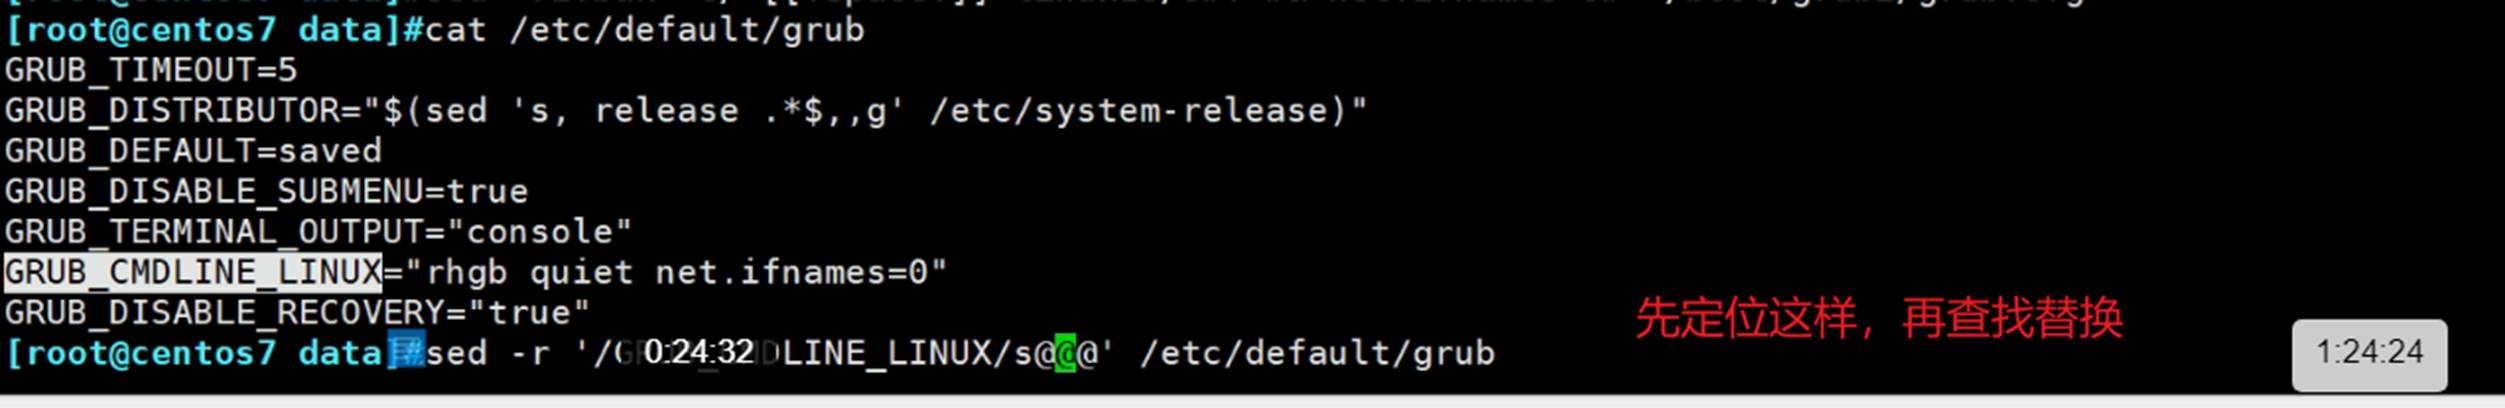 [root@centos7 data]#cat /etc/default/grub
GRUB_TIMEOUT=5
GRUB_DISTRIBUTOR="$(sed 's, release .*$,,g' /etc/system-release)"
GRUB_DEFAULT=saved
GRUB_DISABLE_SUBMENU=true
GRUB_TERMINAL_OUTPUT="console"
GRUB_CMDLINE_LINUX="rhgb quiet net.ifnames=0"
GRUB_DISABLE_RECOVERY="true"
先定位这样，再查找替换
[root@centos7 data]#sed -r '/G 0:24:32 DLINE_LINUX/s@@@' /etc/default/grub
1:24:24